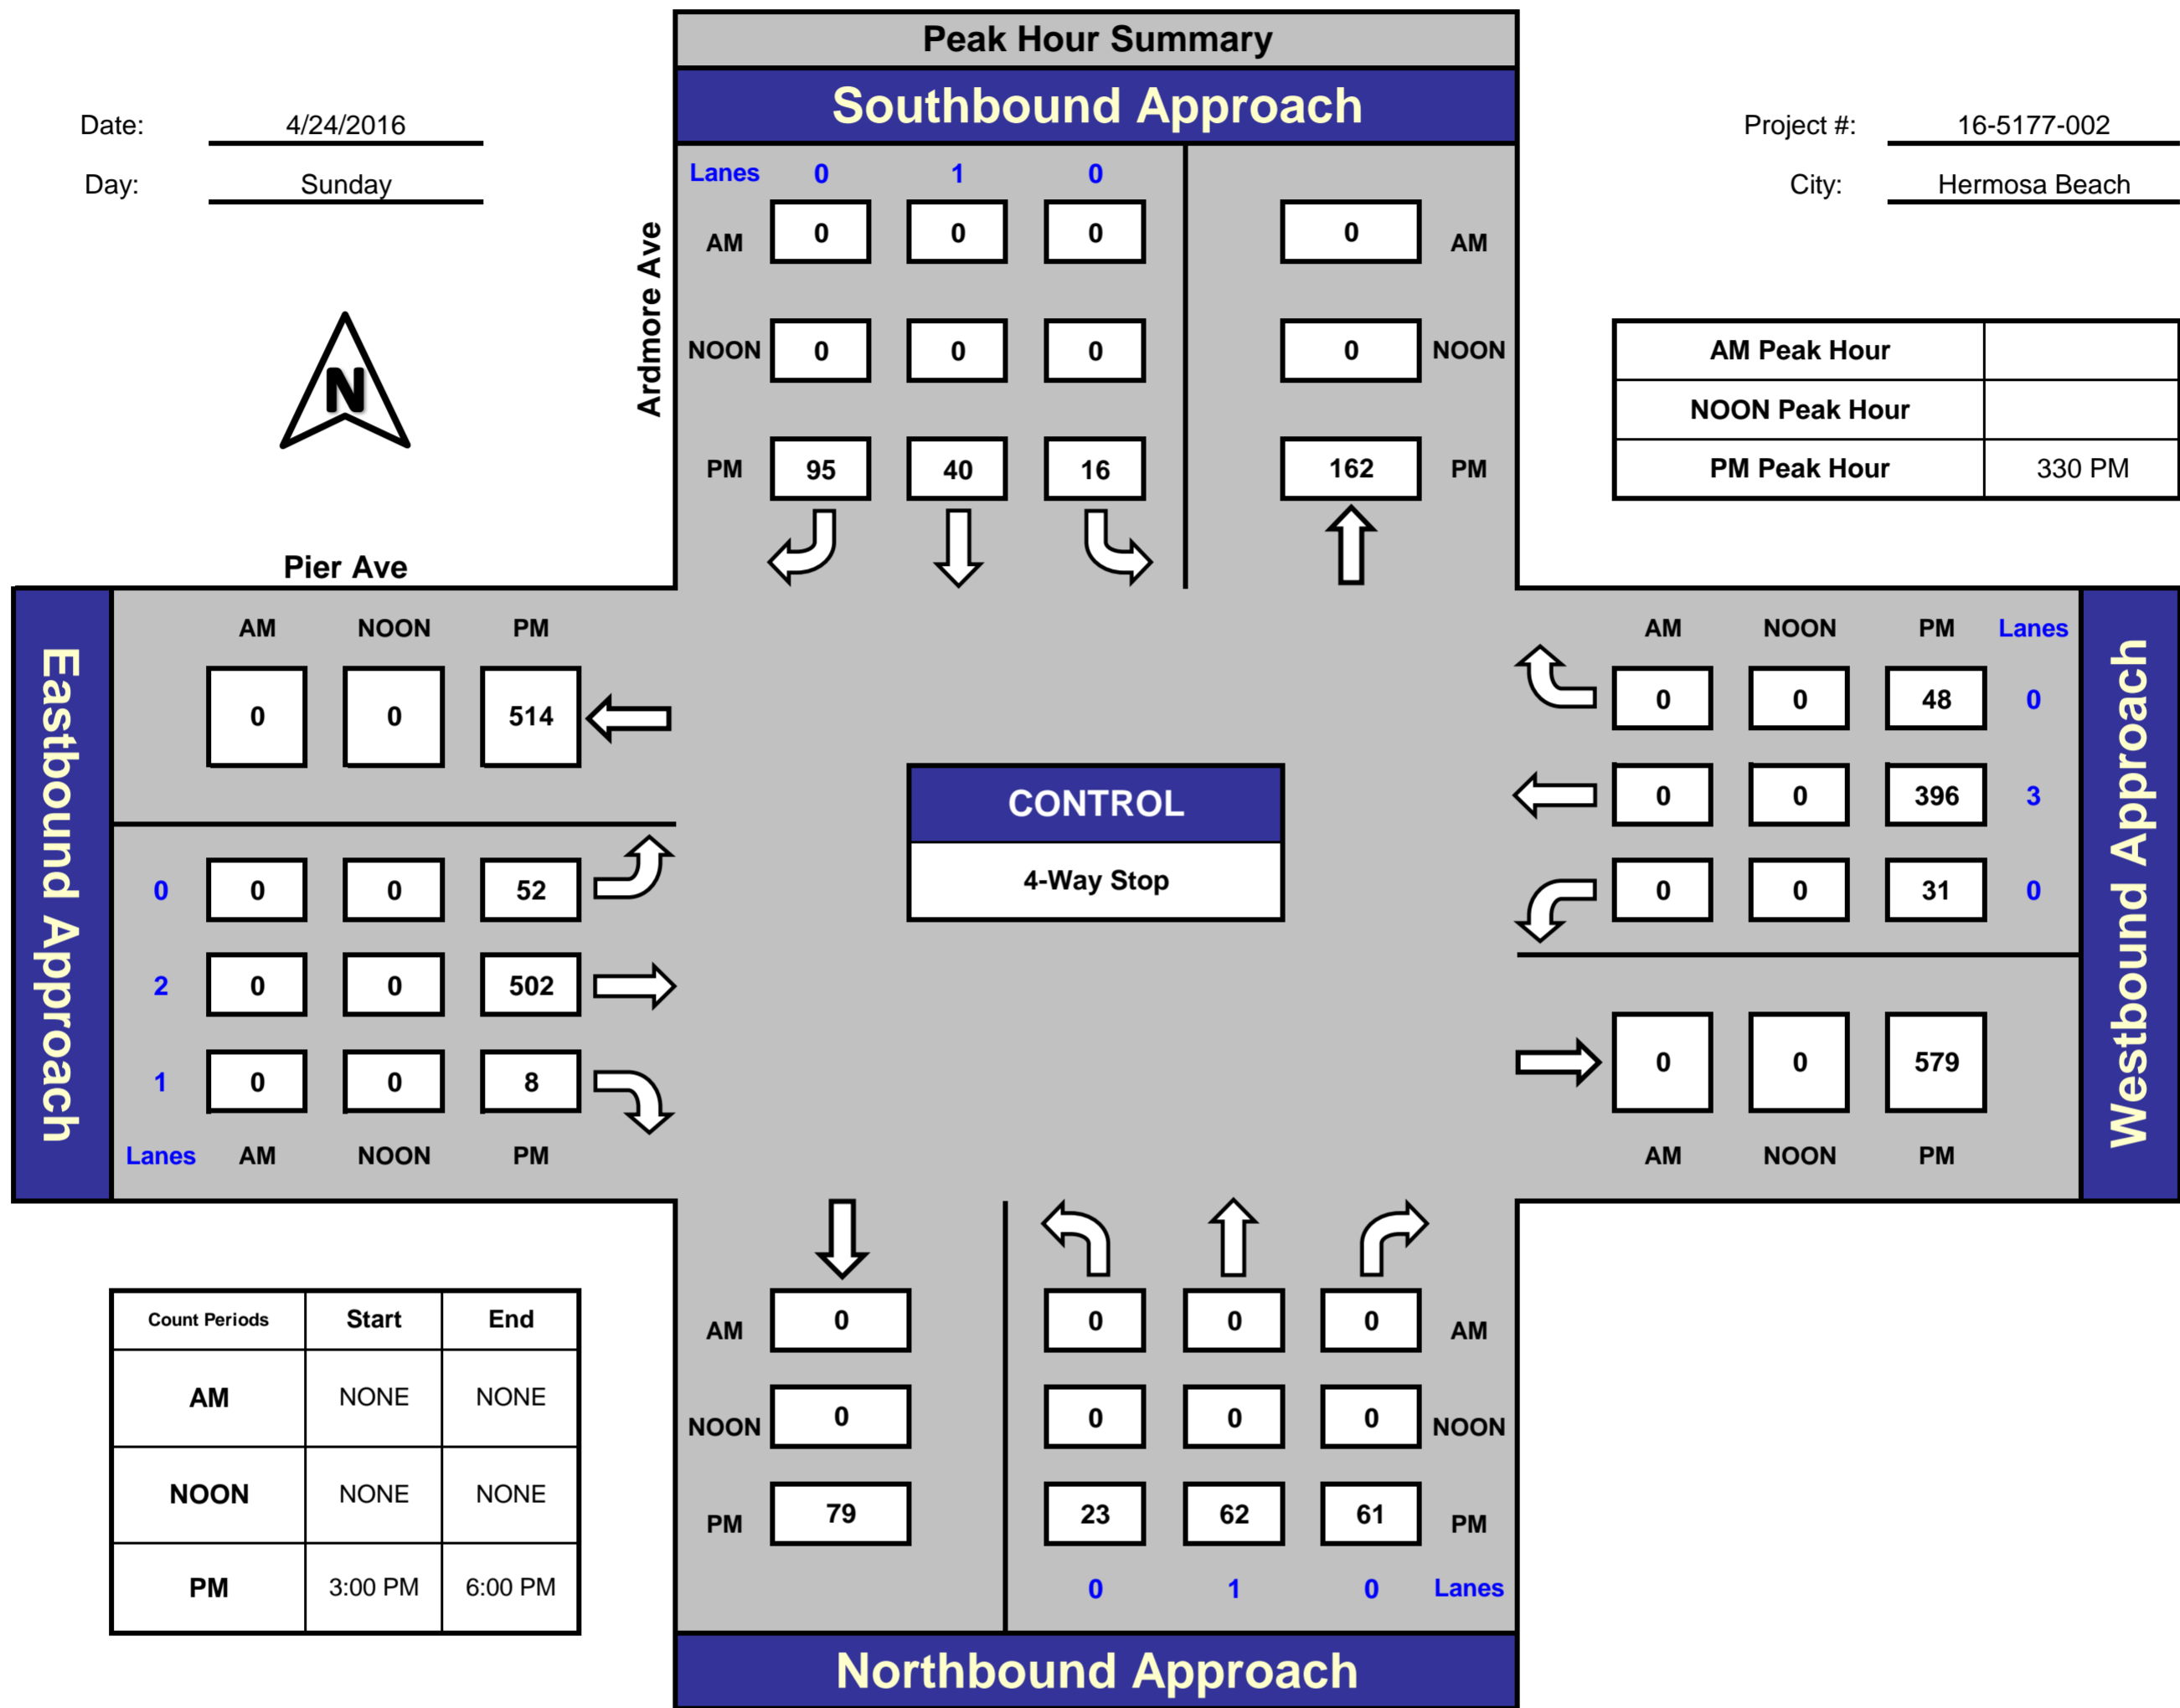 Peak Hour Summary
Southbound Approach
Date: 4/24/2016
Project #: 16-5177-002
Day: Sunday
City: Hermosa Beach
Ardmore Ave
Lanes 0 1 0
AM 0 0 0 0 AM
NOON 0 0 0 0 NOON
PM 95 40 16 162 PM
N
AM Peak Hour
NOON Peak Hour
PM Peak Hour 330 PM
Pier Ave
Eastbound Approach
AM NOON PM
0 0 514
0 0 0 52
2 0 0 502
1 0 0 8
Lanes AM NOON PM
CONTROL
4-Way Stop
AM NOON PM Lanes
0 0 48 0
0 0 396 3
0 0 31 0
0 0 579
AM NOON PM
Westbound Approach
Count Periods Start End
AM NONE NONE
NOON NONE NONE
PM 3:00 PM 6:00 PM
AM 0 0 0 0 AM
NOON 0 0 0 0 NOON
PM 79 23 62 61 PM
0 1 0 Lanes
Northbound Approach